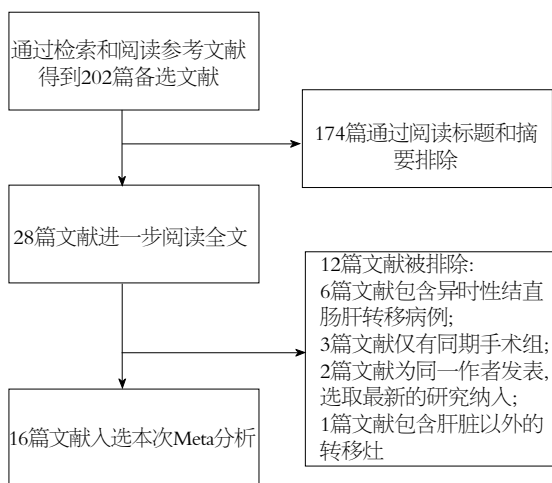 通过检索和阅读参考文献
得到202篇备选文献
174篇通过阅读标题和摘
要排除
28篇文献进一步阅读全文
12篇文献被排除:
6篇文献包含异时性结直
肠肝转移病例;
3篇文献仅有同期手术组;
2篇文献为同一作者发表,
选取最新的研究纳入;
1篇文献包含肝脏以外的
转移灶
16篇文献入选本次Meta分析